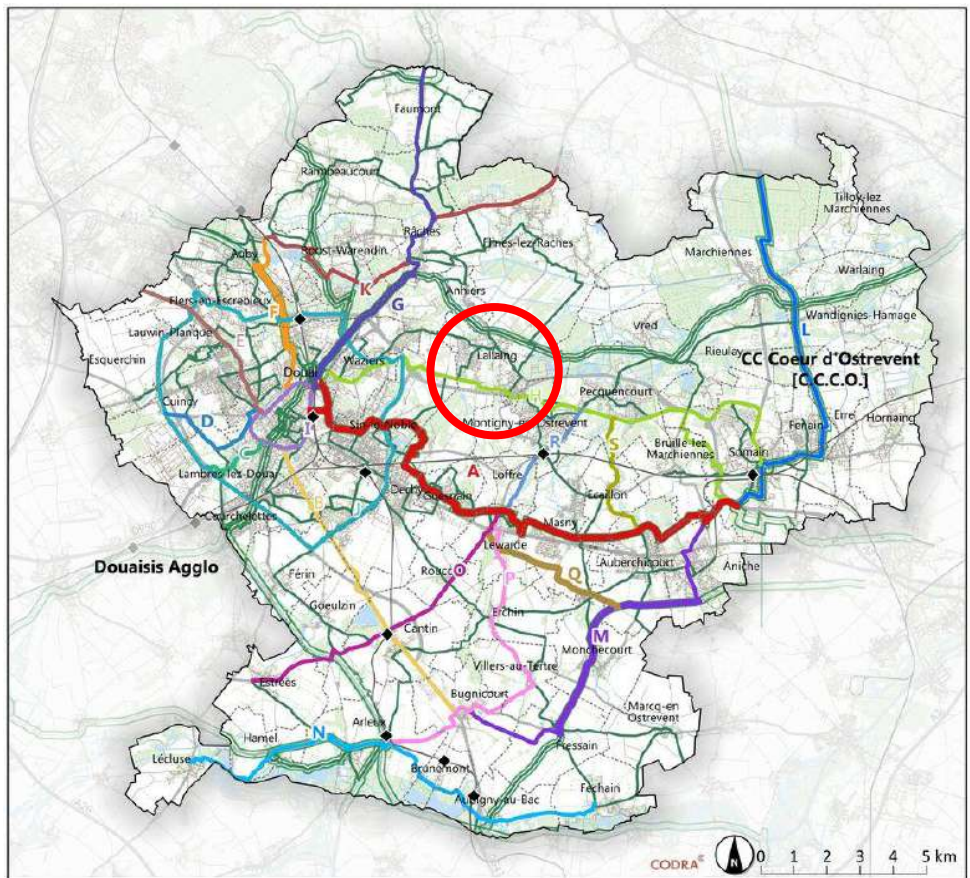 Faumont
Raimbeaucourt
Tilloy-lez
Marchiennes
Râches
Flines-lez-Raches
Marchiennes
Roost-Warendin
Auby
Warlaing
K
Anhiers
G
Flers-en-Escrebieux
F
Vred
Wandignies-Hamage
L
Lauwin-Planque
E
Lallaing
Rieulay
Esquerchin
Waziers
CC Coeur d'Ostrevent
[C.C.C.O.]
Douai
Pecquencourt
Cuincy
Erre
Hornaing
D
I
Sin-le-Noble
Montigny-en-Ostrevent
Fenain
R
S
Bruille-lez
Marchiennes
Somain
C
A
Lambres-lez-Douai
Loffre
Dechy
Guesnain
Ecaillon
B
Courchelettes
Masny
Lewarde
Douaisis Agglo
Auberchicourt
Aniche
Férin
Roucourt
O
P
Q
Goeulzin
Erchin
Cantin
M
Monchecourt
Villers-au-Tertre
Estrées
Bugnicourt
Marcq-en
Ostrevent
Arleux
Hamel
N
Fressain
Lécluse
Brunemont
Féchain
Aubigny-au-Bac
CODRA
N
0 1 2 3 4 5 km